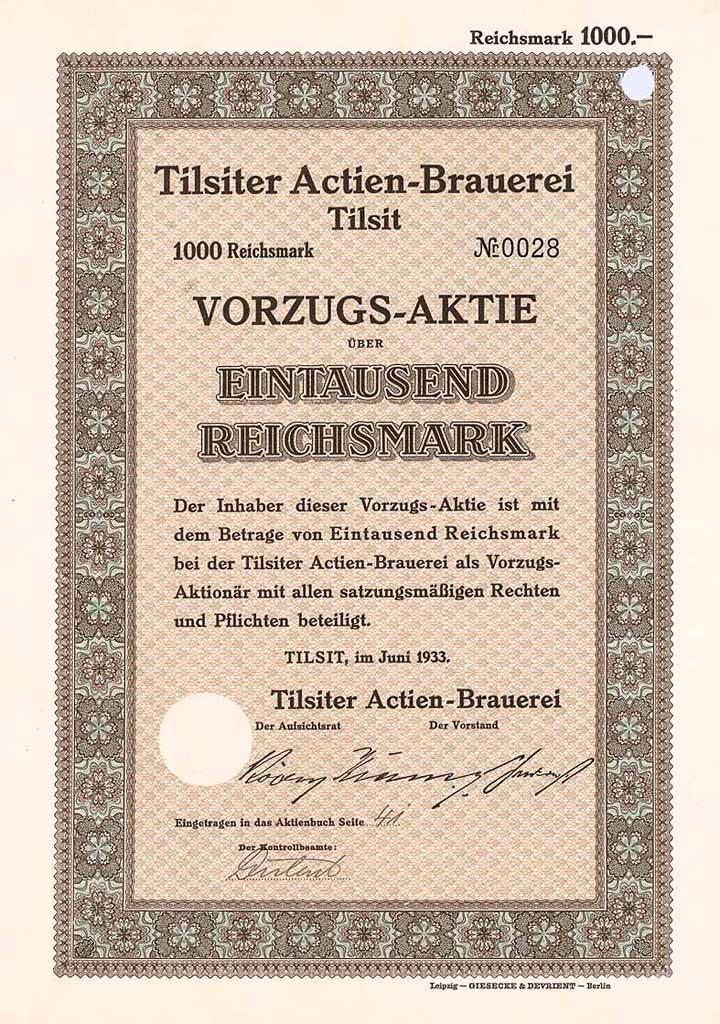 Reichsmark 1000.—
Tilsiter Actien-Brauerei
Tilsit
1000 Reichsmark
№ 0028
VORZUGS-AKTIE
ÜBER
EINTAUSEND
REICHSMARK
Der Inhaber dieser Vorzugs-Aktie ist mit
dem Betrage von Eintausend Reichsmark
bei der Tilsiter Actien-Brauerei als Vorzugs-
Aktionär mit allen satzungsmäßigen Rechten
und Pflichten beteiligt.
TILSIT, im Juni 1933.
Tilsiter Actien-Brauerei
Der Aufsichtsrat
Der Vorstand
Eingetragen in das Aktienbuch Seite 41.
Der Kontrollbeamte:
Leipzig — GIESECKE & DEVRIENT — Berlin